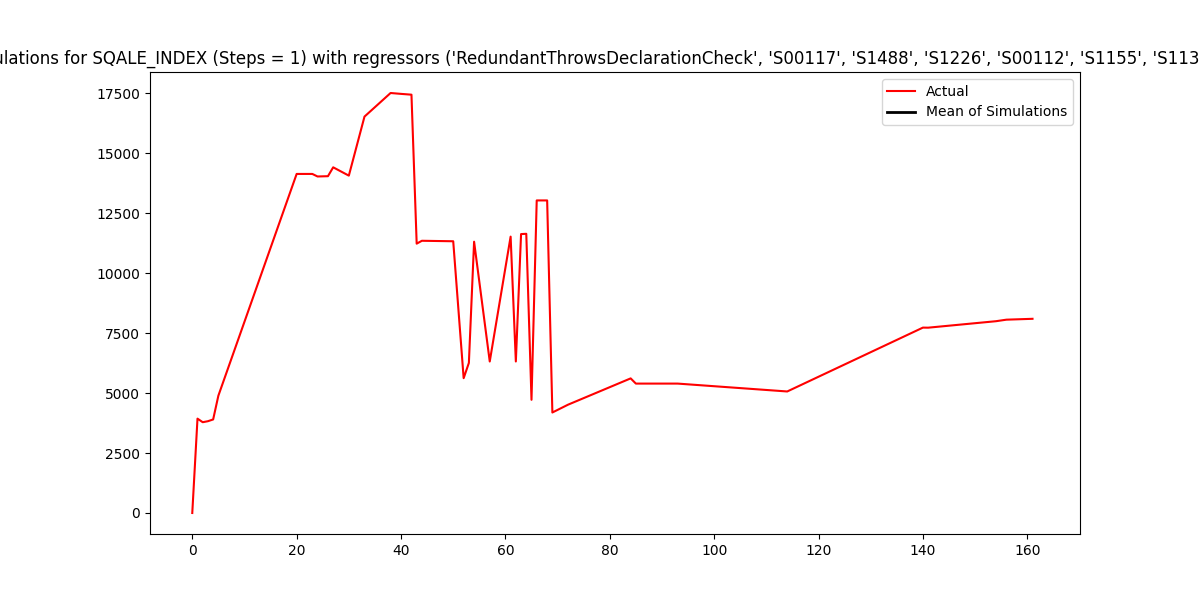 ulations for SQALE_INDEX (Steps = 1) with regressors ('RedundantThrowsDeclarationCheck', 'S00117', 'S1488', 'S1226', 'S00112', 'S1155', 'S113
Actual
Mean of Simulations
17500
15000
12500
10000
7500
5000
2500
0
0 20 40 60 80 100 120 140 160